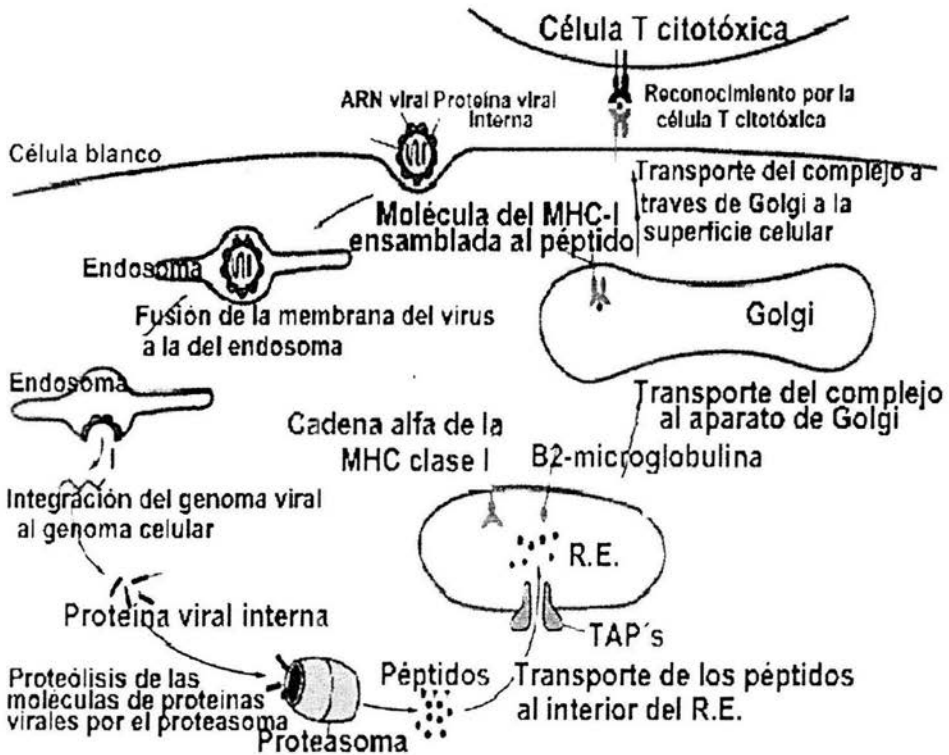 Célula T citotóxica
ARN viral Proteína viral
Interna
Reconocimiento por la
célula T citotóxica
Célula blanco
Transporte del complejo a
traves de Golgi a la
superficie celular
Molécula del MHC-I
ensamblada al péptido
Endosoma
Fusión de la membrana del virus
a la del endosoma
Golgi
Endosoma
Transporte del complejo
al aparato de Golgi
Cadena alfa de la
MHC clase I
B2-microglobulina
Integración del genoma viral
al genoma celular
R.E.
Proteína viral interna
TAP´s
Proteólisis de las
moléculas de proteínas
virales por el proteasoma
Péptidos
Transporte de los péptidos
al interior del R.E.
Proteasoma